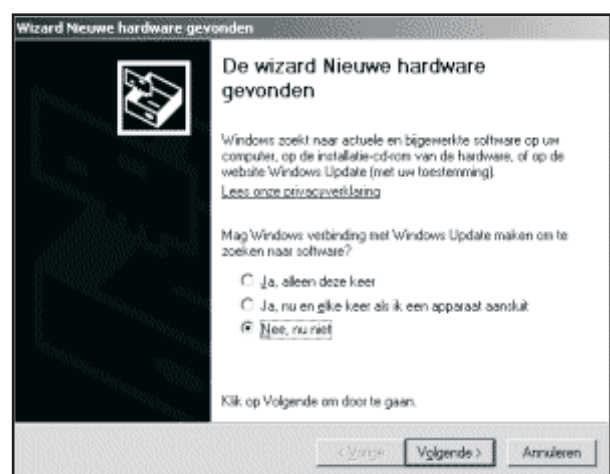 Wizard Nieuwe hardware gevonden
De wizard Nieuwe hardware
gevonden
Windows zoekt naar actuele en bijgewerkte software op uw
computer, op de installatie-cd-rom van de hardware, of op de
website Windows Update (met uw toestemming).
Lees onze privacyverklaring
Mag Windows verbinding met Windows Update maken om te
zoeken naar software?
Ja, alleen deze keer
Ja, nu en elke keer als ik een apparaat aansluit
Nee, nu niet
Klik op Volgende om door te gaan.
< Vorige
Volgende >
Annuleren